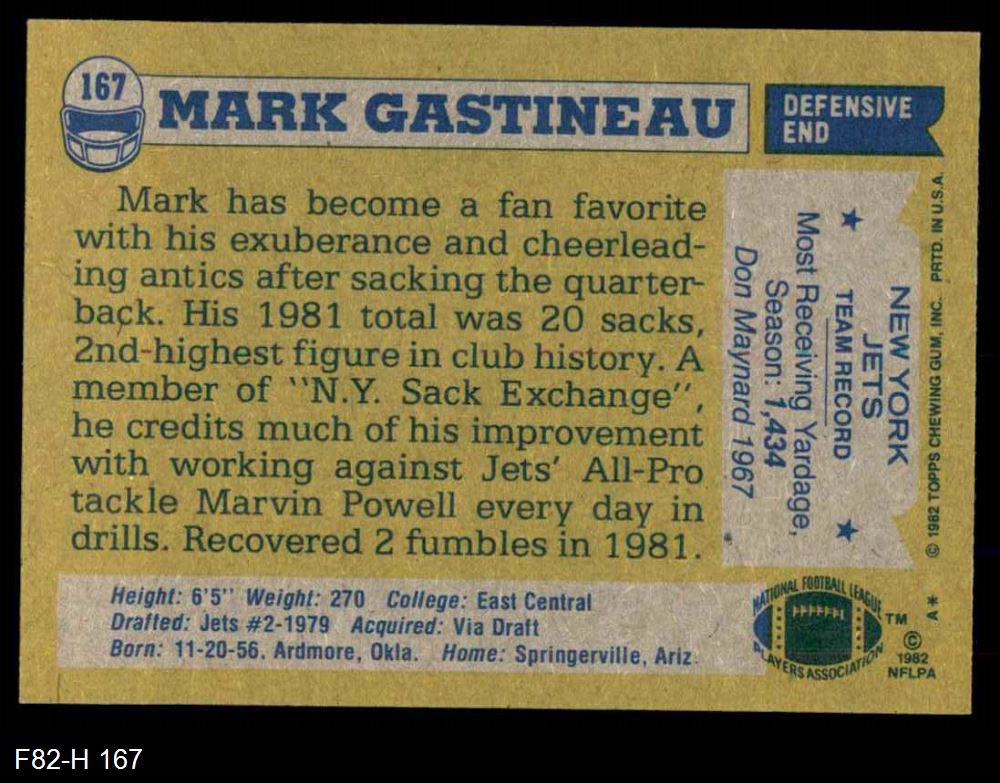 167
MARK GASTINEAU
DEFENSIVE
END
Mark has become a fan favorite
with his exuberance and cheerlead-
ing antics after sacking the quarter-
back. His 1981 total was 20 sacks,
2nd-highest figure in club history. A
member of "N.Y. Sack Exchange",
he credits much of his improvement
with working against Jets' All-Pro
tackle Marvin Powell every day in
drills. Recovered 2 fumbles in 1981.
NEW YORK
JETS
★ TEAM RECORD ★
Most Receiving Yardage,
Season: 1,434
Don Maynard 1967
© 1982 TOPPS CHEWING GUM, INC. PRTD. IN U.S.A.
Height: 6'5" Weight: 270 College: East Central
Drafted: Jets #2-1979 Acquired: Via Draft
Born: 11-20-56, Ardmore, Okla. Home: Springerville, Ariz.
NATIONAL FOOTBALL LEAGUE
PLAYERS ASSOCIATION
TM
©
1982
NFLPA
A*
F82-H 167